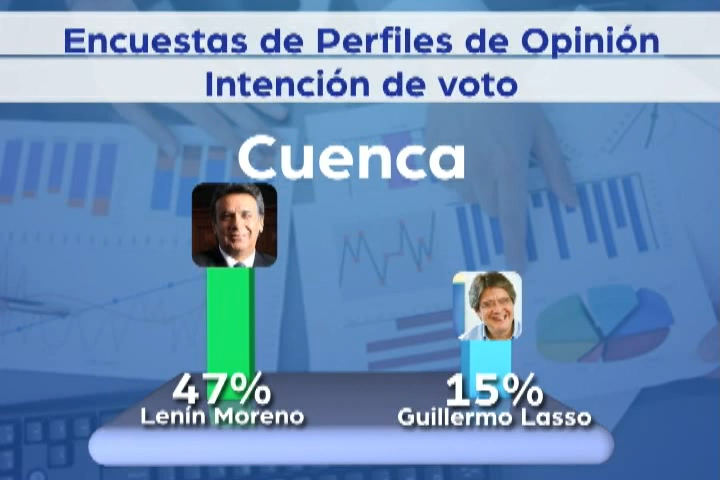 Encuestas de Perfiles de Opinión
Intención de voto
Cuenca
47%
Lenín Moreno
15%
Guillermo Lasso